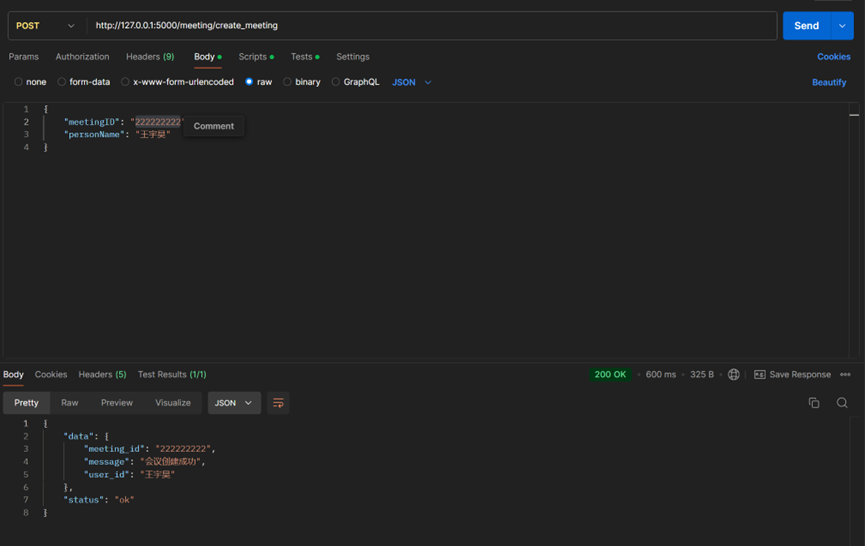 POST http://127.0.0.1:5000/meeting/create_meeting Send
Params Authorization Headers (9) Body Scripts Tests Settings Cookies
none form-data x-www-form-urlencoded raw binary GraphQL JSON Beautify
1 {
2 "meetingID": "222222222" Comment
3 "personName": "王宇昊"
4 }
Body Cookies Headers (5) Test Results (1/1) 200 OK 600 ms 325 B Save Response
Pretty Raw Preview Visualize JSON
1 {
2 "data": {
3 "meeting_id": "222222222",
4 "message": "会议创建成功",
5 "user_id": "王宇昊"
6 },
7 "status": "ok"
8 }